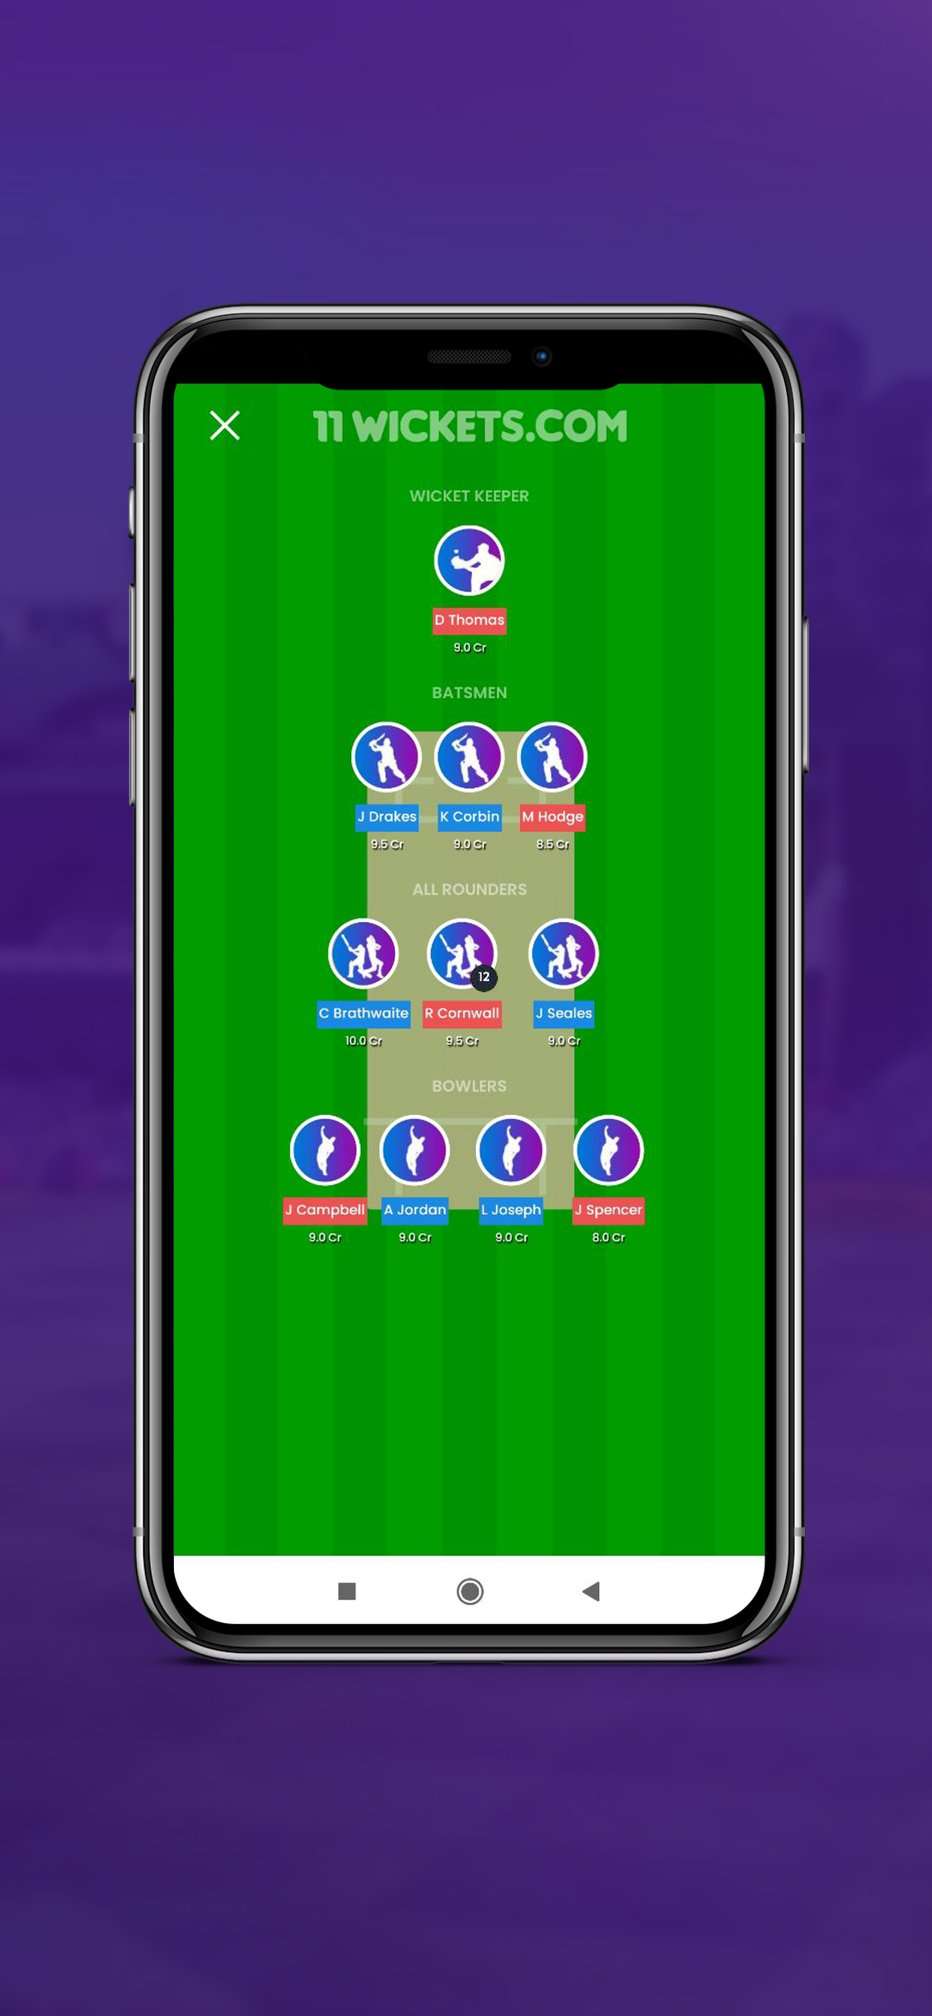 11 WICKETS.COM
WICKET KEEPER
D Thomas
9.0 Cr
BATSMEN
J Drakes K Corbin M Hodge
9.5 Cr 9.0 Cr 8.5 Cr
ALL ROUNDERS
12
C Brathwaite R Cornwall J Seales
10.0 Cr 9.5 Cr 9.0 Cr
BOWLERS
J Campbell A Jordan L Joseph J Spencer
9.0 Cr 9.0 Cr 9.0 Cr 8.0 Cr